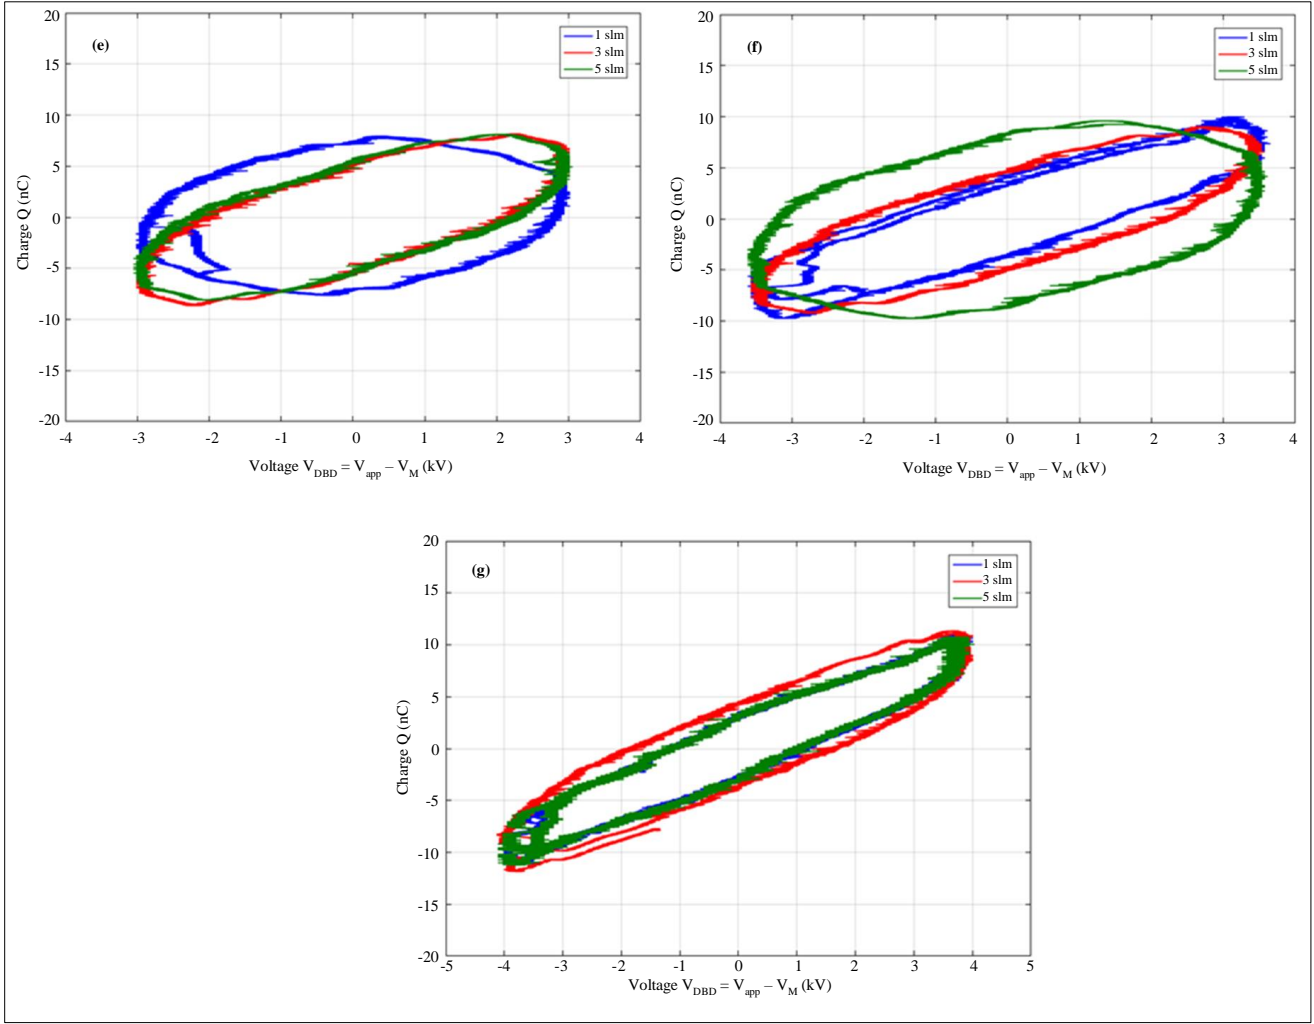 (e)
1 slm
3 slm
5 slm
20
15
10
5
0
-5
-10
-15
-20
-4 -3 -2 -1 0 1 2 3 4
Charge Q (nC)
Voltage V_DBD = V_app – V_M (kV)
(f)
1 slm
3 slm
5 slm
20
15
10
5
0
-5
-10
-15
-20
-4 -3 -2 -1 0 1 2 3 4
Charge Q (nC)
Voltage V_DBD = V_app – V_M (kV)
(g)
1 slm
3 slm
5 slm
20
15
10
5
0
-5
-10
-15
-20
-5 -4 -3 -2 -1 0 1 2 3 4 5
Charge Q (nC)
Voltage V_DBD = V_app – V_M (kV)